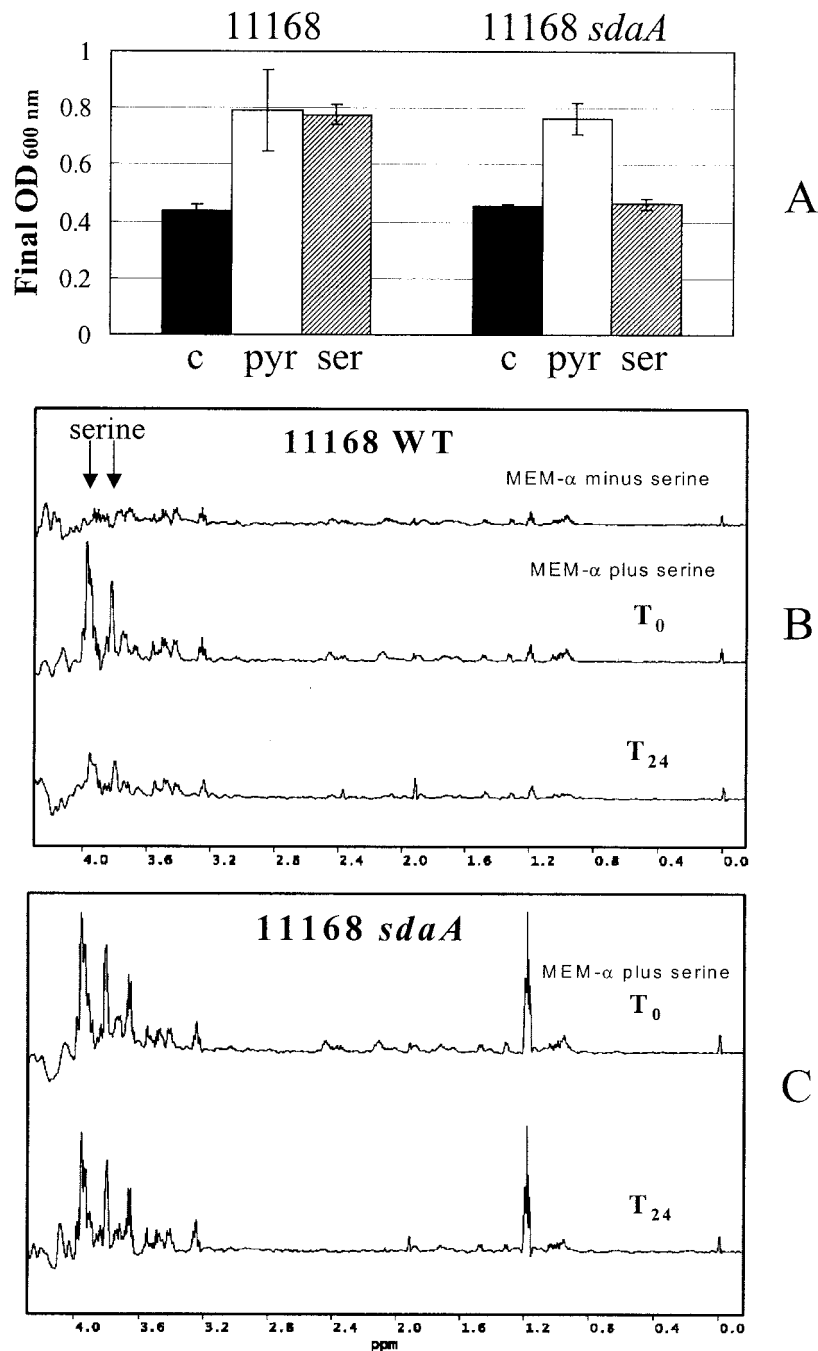 11168 11168 sdaA
1
0.8
0.6
0.4
0.2
0
Final OD 600 nm
A
c pyr ser c pyr ser
serine
11168 WT
MEM-α minus serine
MEM-α plus serine
T0
B
T24
4.0 3.6 3.2 2.8 2.4 2.0 1.6 1.2 0.8 0.4 0.0
11168 sdaA
MEM-α plus serine
T0
C
T24
4.0 3.6 3.2 2.8 2.4 2.0 1.6 1.2 0.8 0.4 0.0
ppm